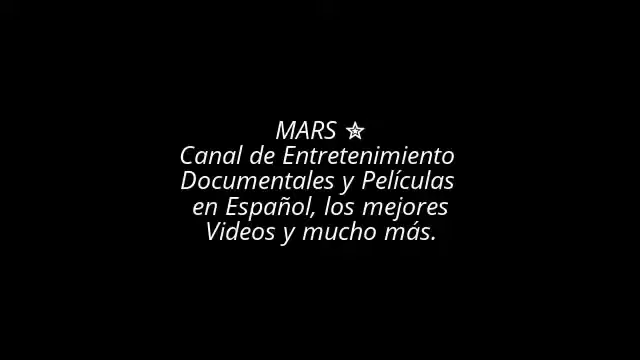 MARS ✯
Canal de Entretenimiento
Documentales y Películas
en Español, los mejores
Videos y mucho más.